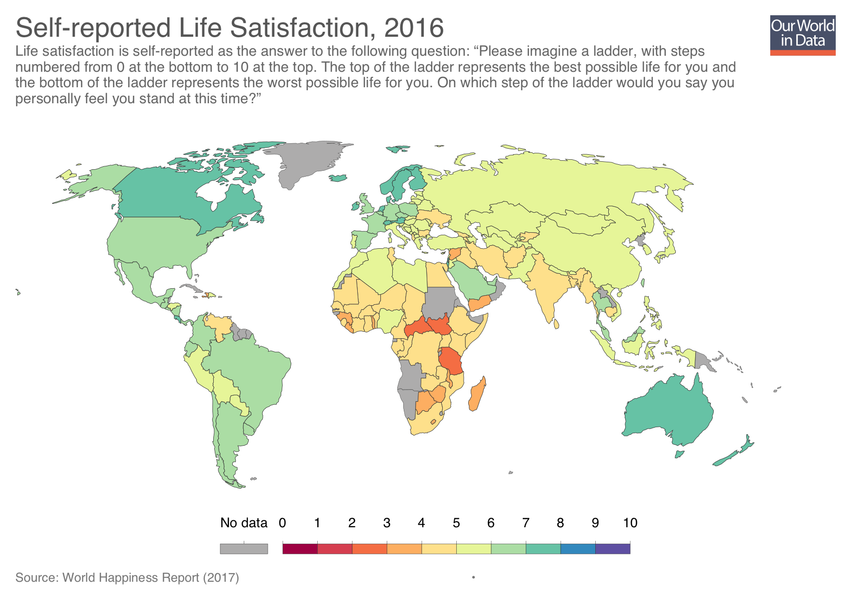 Self-reported Life Satisfaction, 2016
Our World
in Data
Life satisfaction is self-reported as the answer to the following question: “Please imagine a ladder, with steps
numbered from 0 at the bottom to 10 at the top. The top of the ladder represents the best possible life for you and
the bottom of the ladder represents the worst possible life for you. On which step of the ladder would you say you
personally feel you stand at this time?”
No data 0 1 2 3 4 5 6 7 8 9 10
Source: World Happiness Report (2017)